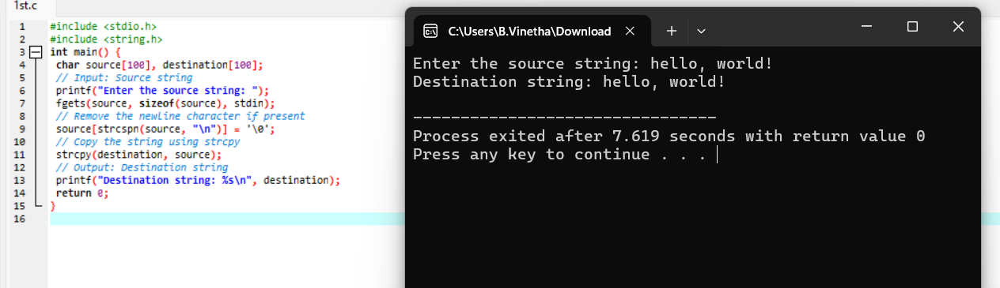 1st.c
1 #include <stdio.h>
2 #include <string.h>
3 int main() {
4 char source[100], destination[100];
5 // Input: Source string
6 printf("Enter the source string: ");
7 fgets(source, sizeof(source), stdin);
8 // Remove the newline character if present
9 source[strcspn(source, "\n")] = '\0';
10 // Copy the string using strcpy
11 strcpy(destination, source);
12 // Output: Destination string
13 printf("Destination string: %s\n", destination);
14 return 0;
15 }
16
C:\Users\B.Vinetha\Download
Enter the source string: hello, world!
Destination string: hello, world!
--------------------------------
Process exited after 7.619 seconds with return value 0
Press any key to continue . . .